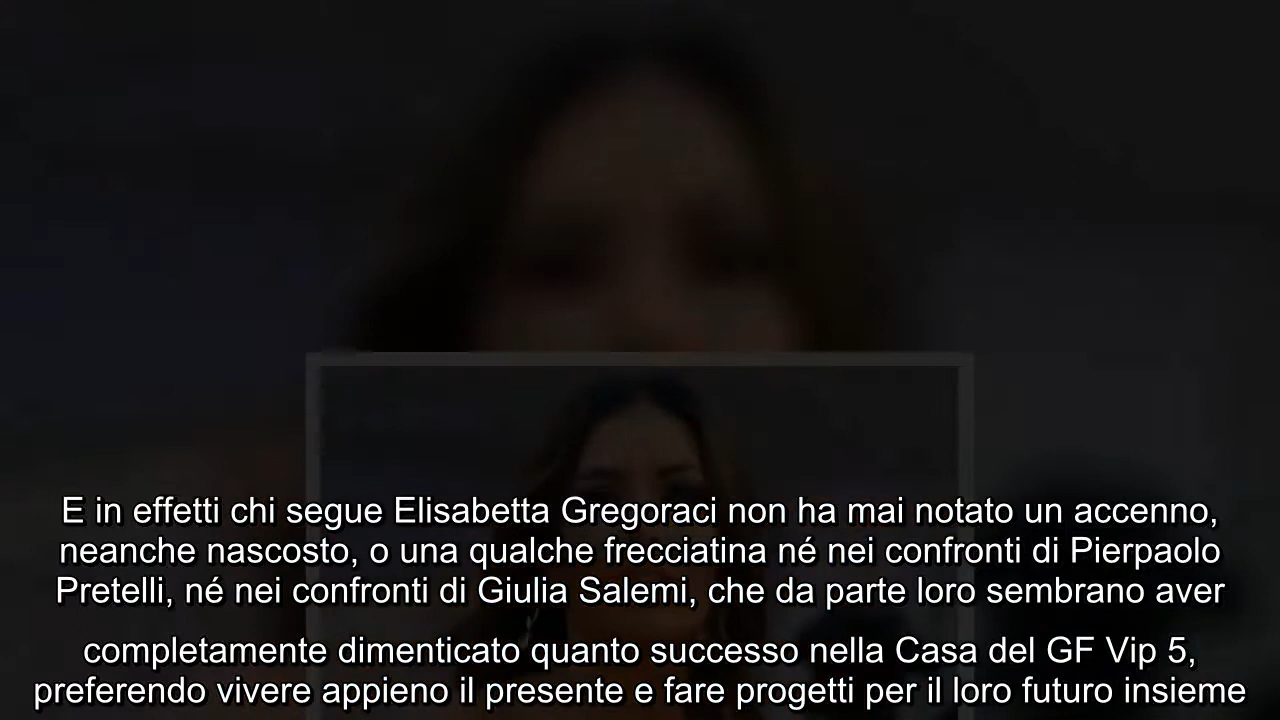 E in effetti chi segue Elisabetta Gregoraci non ha mai notato un accenno,
neanche nascosto, o una qualche frecciatina né nei confronti di Pierpaolo
Pretelli, né nei confronti di Giulia Salemi, che da parte loro sembrano aver
completamente dimenticato quanto successo nella Casa del GF Vip 5,
preferendo vivere appieno il presente e fare progetti per il loro futuro insieme